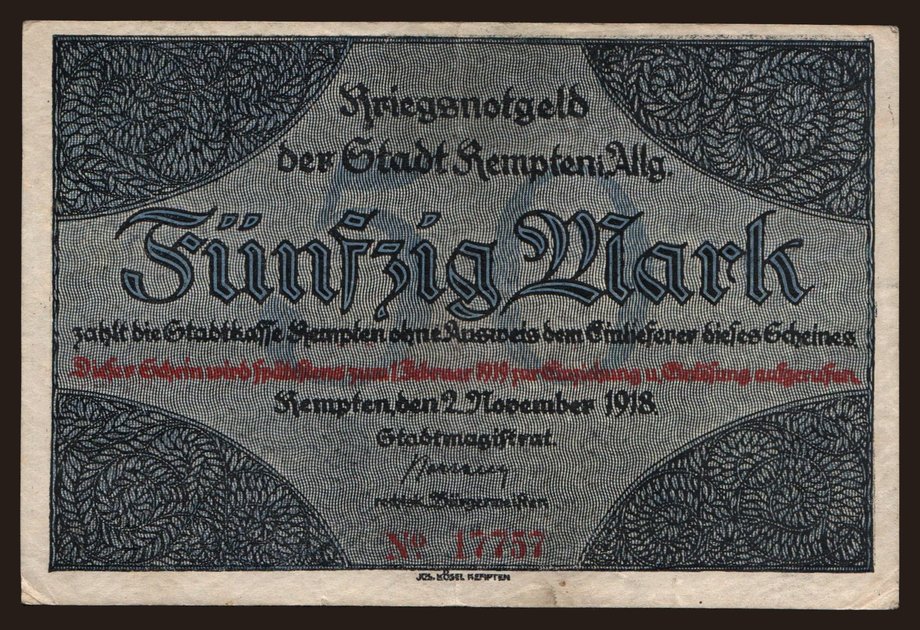 Kriegsnotgeld
der Stadt Kempten i. Allg.
50
Fünfzig Mark
zahlt die Stadtkasse Kempten ohne Ausweis dem Einlieferer dieses Scheines.
Dieser Schein wird spätestens zum 1. Februar 1919 zur Einziehung u. Einlösung aufgerufen.
Kempten, den 2. November 1918.
Stadtmagistrat.
rechtsk. Bürgermeister.
No 17757
JOS. KÖSEL KEMPTEN